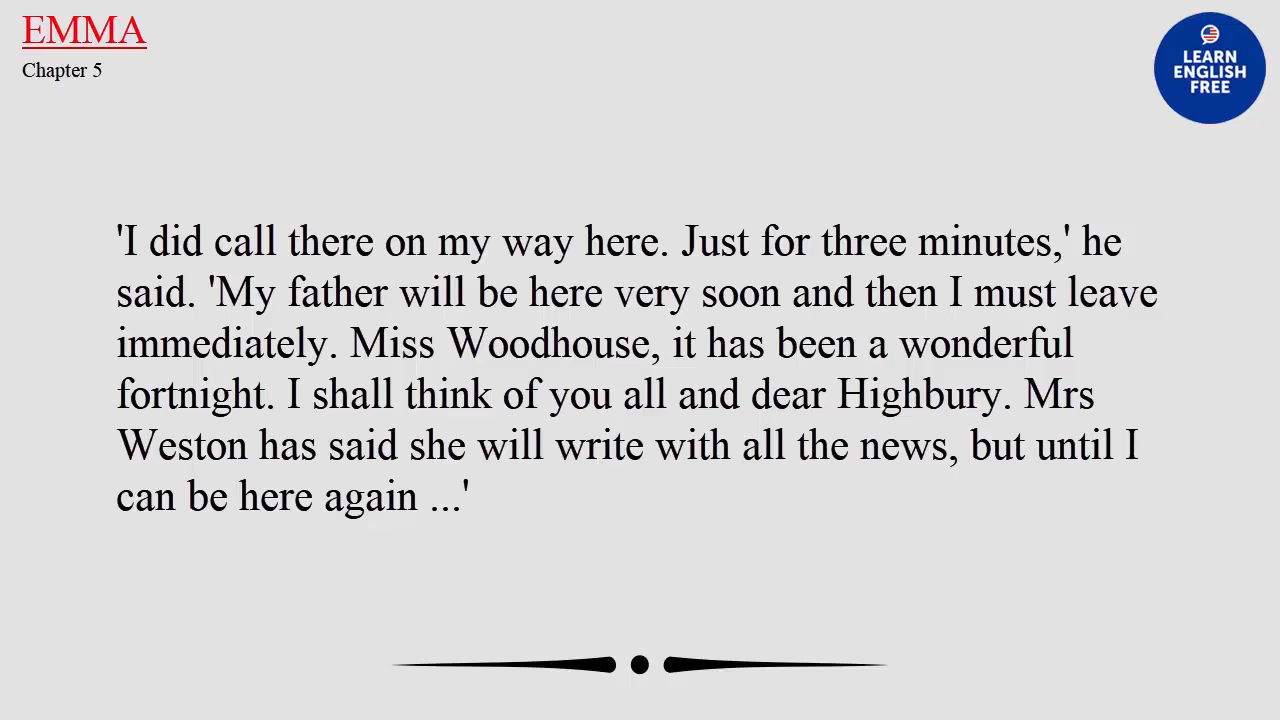 EMMA
Chapter 5
LEARN
ENGLISH
FREE
'I did call there on my way here. Just for three minutes,' he
said. 'My father will be here very soon and then I must leave
immediately. Miss Woodhouse, it has been a wonderful
fortnight. I shall think of you all and dear Highbury. Mrs
Weston has said she will write with all the news, but until I
can be here again ...'